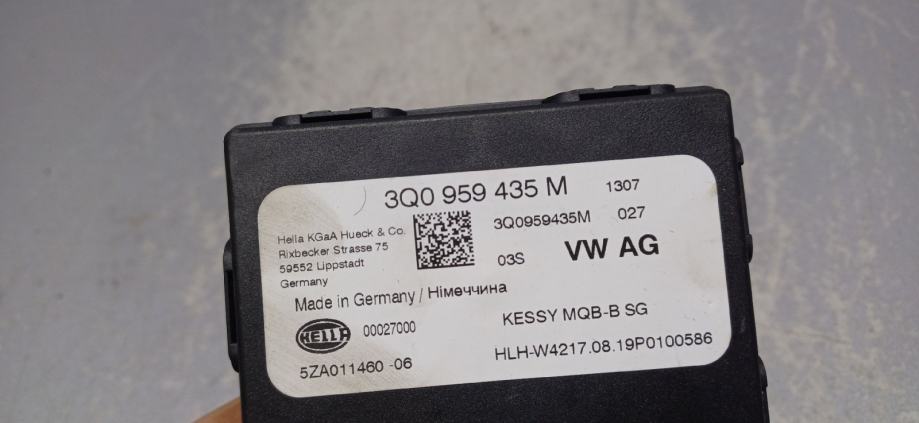 3Q0 959 435 M 1307
3Q0959435M 027
03S VW AG
Hella KGaA Hueck & Co.
Rixbecker Strasse 75
59552 Lippstadt
Germany
Made in Germany / Німеччина
HELLA 00027000
KESSY MQB-B SG
5ZA011460 -06
HLH-W4217.08.19P0100586